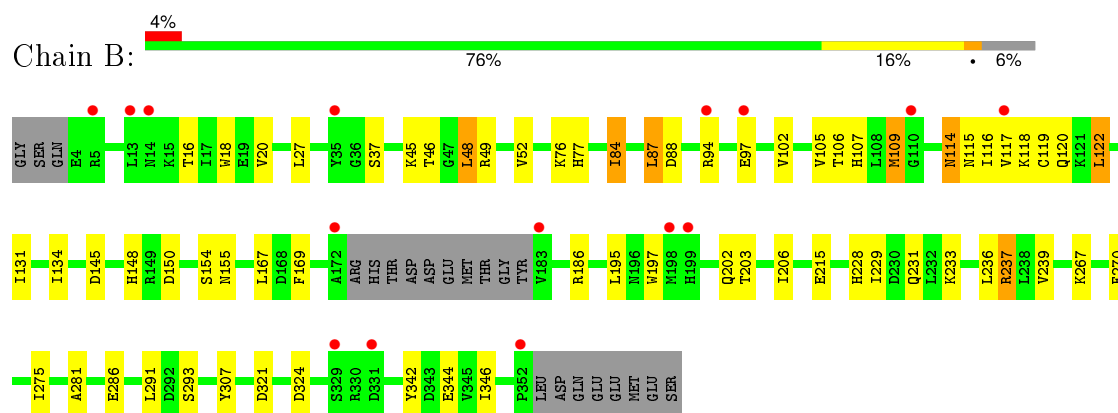 4%
Chain B:
76% 16% • 6%
GLY SER GLN E4 R5 L13 N14 K15 T16 I17 W18 E19 V20 L27 Y35 G36 S37 K45 T46 G47 L48 R49 V52 K76 H77 I84 L87 D88 R94 E97 V102 V105 T106 H107 L108 M109 G110 N114 N115 I116 V117 K118 C119 Q120 K121 L122
I131 I134 D145 H148 R149 D150 S154 N155 L167 D168 F169 A172 ARG HIS THR ASP ASP GLU MET THR GLY TYR V183 R186 L195 N196 W197 M198 H199 Q202 T203 I206 E215 H228 I229 D230 Q231 L232 K233 L236 R237 L238 V239 K267
I275 A281 E286 L291 D292 S293 Y307 D321 D324 S329 R330 D331 Y342 D343 E344 V345 I346 P352 LEU ASP GLN GLU GLU MET GLU SER